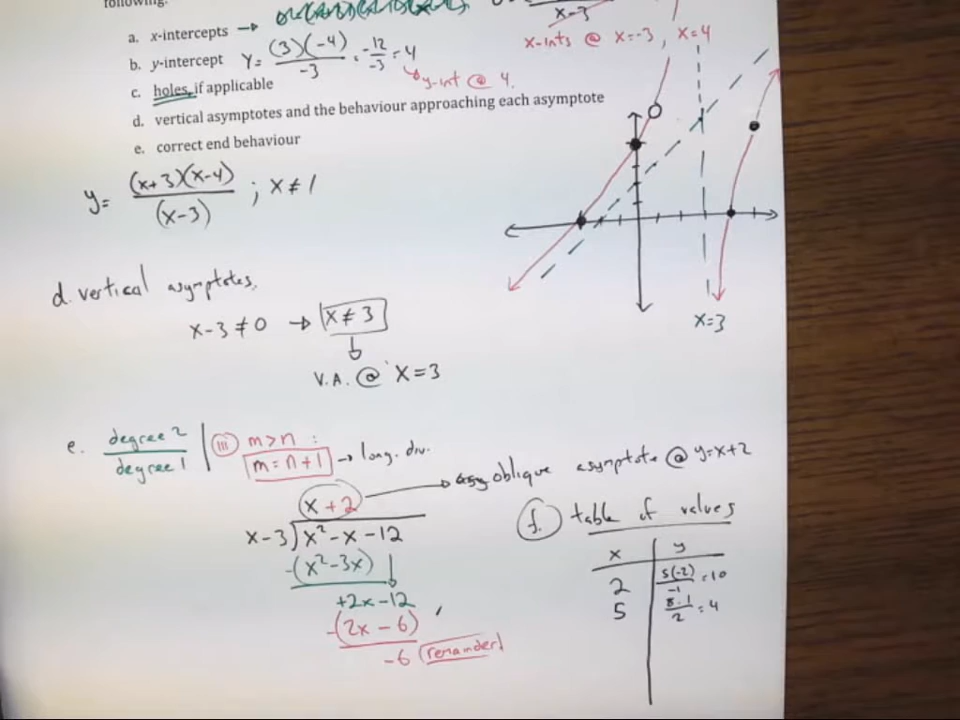 following:
x-3
a. x-intercepts →
x-ints @ x=-3, x=4
b. y-intercept y= (3)(-4)/-3 = -12/-3 = 4
y-int @ 4.
c. holes, if applicable
d. vertical asymptotes and the behaviour approaching each asymptote
e. correct end behaviour
y= (x+3)(x-4)/(x-3) ; x≠1
d. vertical asymptotes,
x-3≠0 → x≠3
V.A. @ x=3
x=3
e. degree 2/degree 1 | iii m>n :
m=n+1 → long. div.
x+2 → oblique asymptote @ y=x+2
x-3)x²-x-12
-(x²-3x)
+2x-12
-(2x-6)
-6 (remainder)
f. table of values
x y
2 5(-2)/-1 = 10
5 8·1/2 = 4